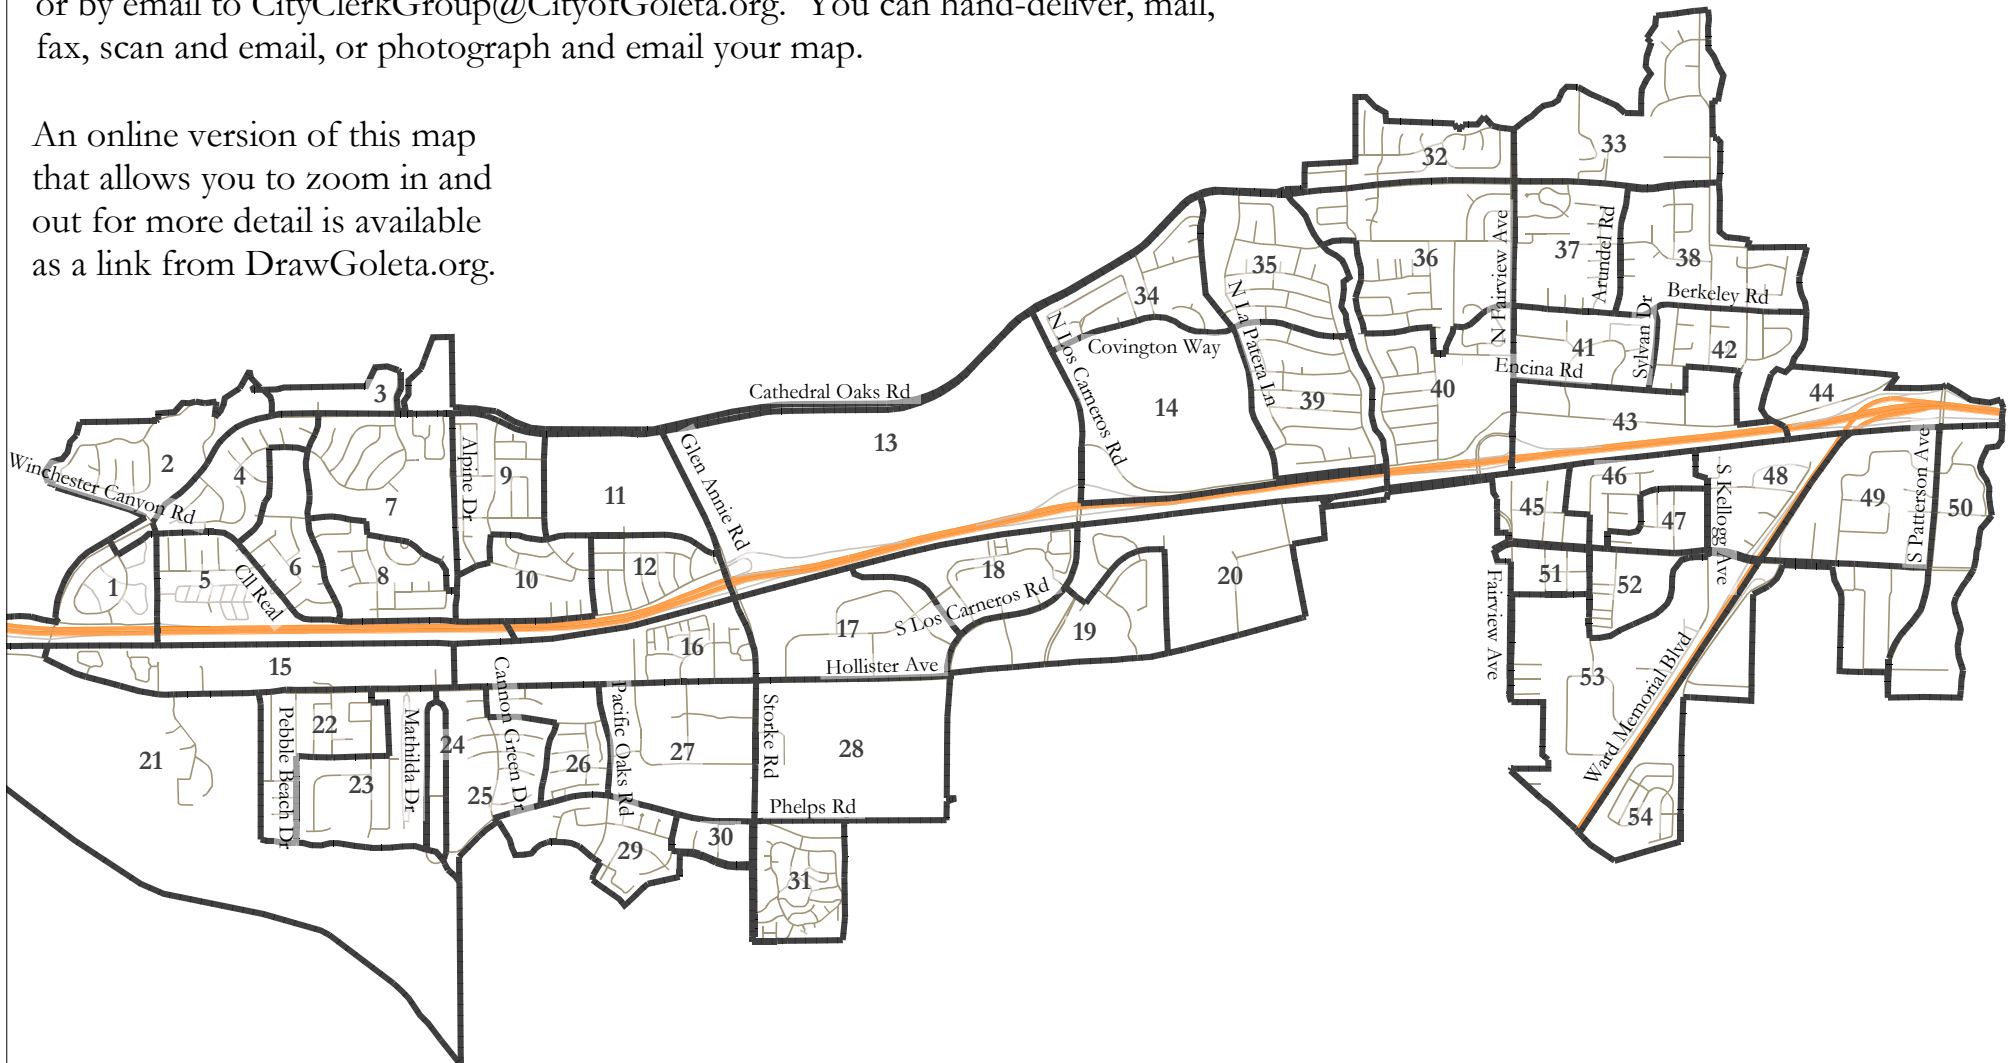 or by email to CityClerkGroup@CityofGoleta.org. You can hand-deliver, mail,
fax, scan and email, or photograph and email your map.
An online version of this map
that allows you to zoom in and
out for more detail is available
as a link from DrawGoleta.org.
33
32
Arundel Rd
N Fairview Ave
37
38
36
35
34
Berkeley Rd
N La Patera Ln
N Los Carneros Rd
Covington Way
Sylvan Dr
41
42
Encina Rd
3
Cathedral Oaks Rd
44
40
39
14
43
13
Winchester Canyon Rd
2
4
Alpine Dr
9
7
11
Glen Annie Rd
46
S Kellogg Ave
48
49
S Patterson Ave
50
45
47
1
5
Cll Real
6
8
10
12
18
20
51
52
S Los Carneros Rd
17
19
16
Fairview Ave
15
Hollister Ave
53
Ward Memorial Blvd
Cannon Green Dr
Pacific Oaks Rd
Storke Rd
Pebble Beach Dr
22
Mathilda Dr
24
21
23
25
26
27
28
Phelps Rd
54
30
29
31